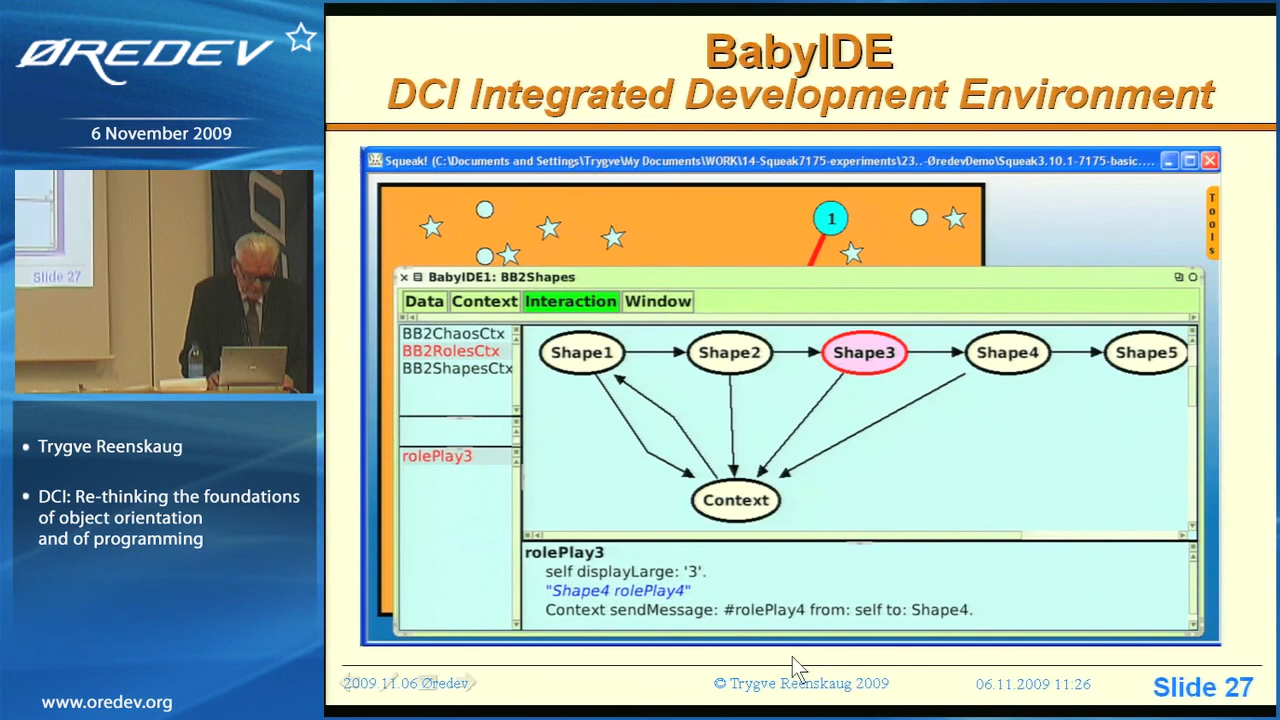 ØREDEV
6 November 2009
Slide 27
• Trygve Reenskaug
• DCI: Re-thinking the foundations
of object orientation
and of programming
www.oredev.org
BabyIDE
DCI Integrated Development Environment
Squeak! (C:\Documents and Settings\Trygve\My Documents\WORK\14-Squeak7175-experiments\23..-ØredevDemo\Squeak3.10.1-7175-basic....
Tools
1
BabyIDE1: BB2Shapes
Data Context Interaction Window
BB2ChaosCtx
BB2RolesCtx
BB2ShapesCtx
rolePlay3
Shape1 Shape2 Shape3 Shape4 Shape5
Context
rolePlay3
self displayLarge: '3'.
"Shape4 rolePlay4"
Context sendMessage: #rolePlay4 from: self to: Shape4.
2009.11.06 Øredev
© Trygve Reenskaug 2009
06.11.2009 11:26
Slide 27